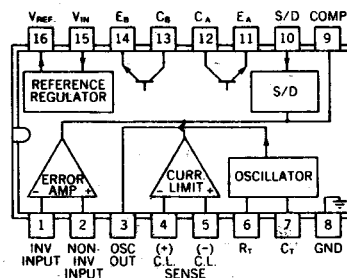 VREF. VIN EB CB CA EA S/D COMP
16 15 14 13 12 11 10 9
REFERENCE
REGULATOR
S/D
ERROR
AMP
CURR.
LIMIT
OSCILLATOR
- + - +
1 2 3 4 5 6 7 8
INV
INPUT
NON-
INV
INPUT
OSC
OUT
(+)
C.L.
(-)
C.L.
SENSE
RT CT GND